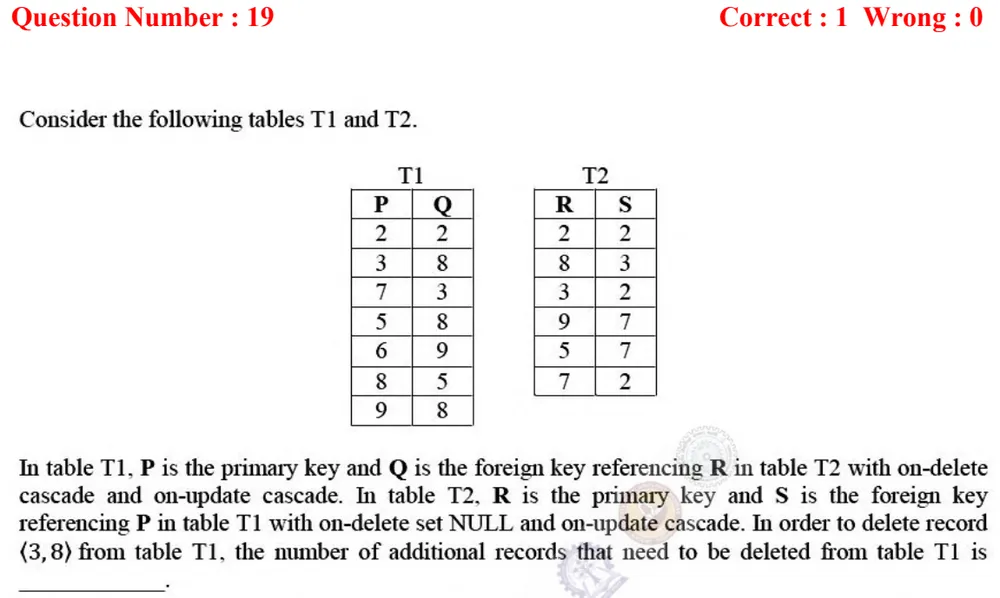 Question Number : 19 Correct : 1 Wrong : 0
Consider the following tables T1 and T2.
T1 T2
P Q R S
2 2 2 2
3 8 8 3
7 3 3 2
5 8 9 7
6 9 5 7
8 5 7 2
9 8
In table T1, P is the primary key and Q is the foreign key referencing R in table T2 with on-delete
cascade and on-update cascade. In table T2, R is the primary key and S is the foreign key
referencing P in table T1 with on-delete set NULL and on-update cascade. In order to delete record
⟨3, 8⟩ from table T1, the number of additional records that need to be deleted from table T1 is
____________.